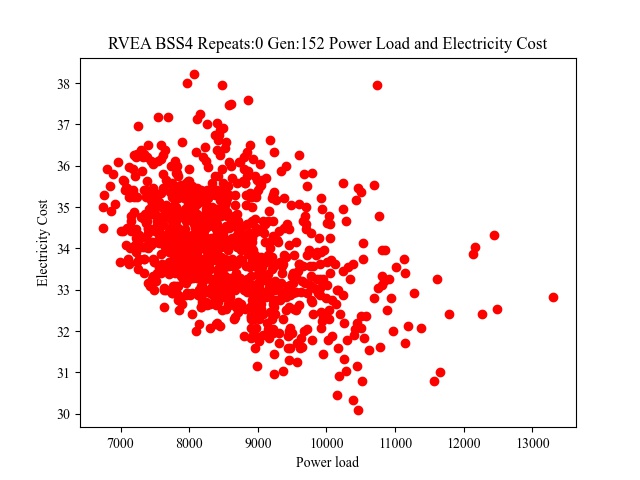 RVEA BSS4 Repeats:0 Gen:152 Power Load and Electricity Cost
38
37
36
35
34
33
32
31
30
Electricity Cost
7000 8000 9000 10000 11000 12000 13000
Power load